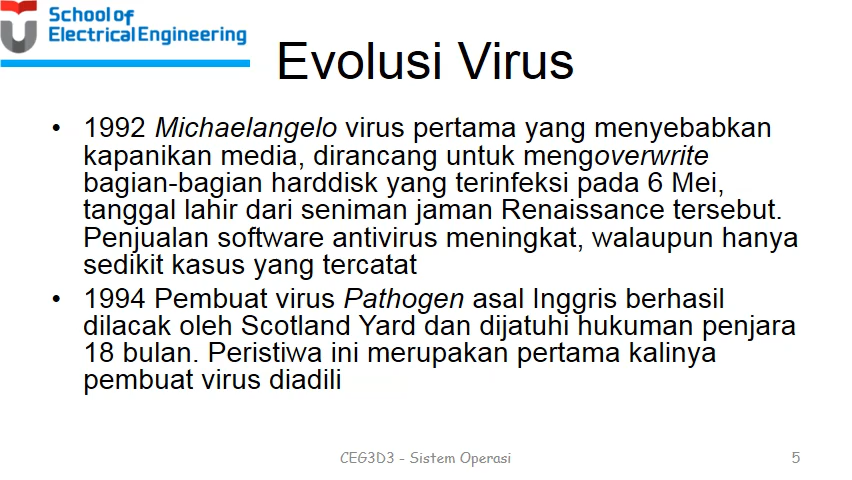 School of
Electrical Engineering
Evolusi Virus
• 1992 Michaelangelo virus pertama yang menyebabkan
kapanikan media, dirancang untuk mengoverwrite
bagian-bagian harddisk yang terinfeksi pada 6 Mei,
tanggal lahir dari seniman jaman Renaissance tersebut.
Penjualan software antivirus meningkat, walaupun hanya
sedikit kasus yang tercatat
• 1994 Pembuat virus Pathogen asal Inggris berhasil
dilacak oleh Scotland Yard dan dijatuhi hukuman penjara
18 bulan. Peristiwa ini merupakan pertama kalinya
pembuat virus diadili
CEG3D3 - Sistem Operasi
5